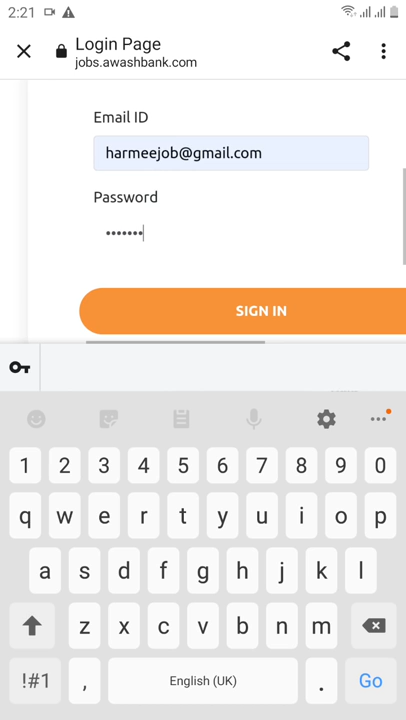 2:21
Login Page
jobs.awashbank.com
Email ID
harmeejob@gmail.com
Password
•••••••
SIGN IN
1 2 3 4 5 6 7 8 9 0
q w e r t y u i o p
a s d f g h j k l
z x c v b n m
!#1 , English (UK) . Go